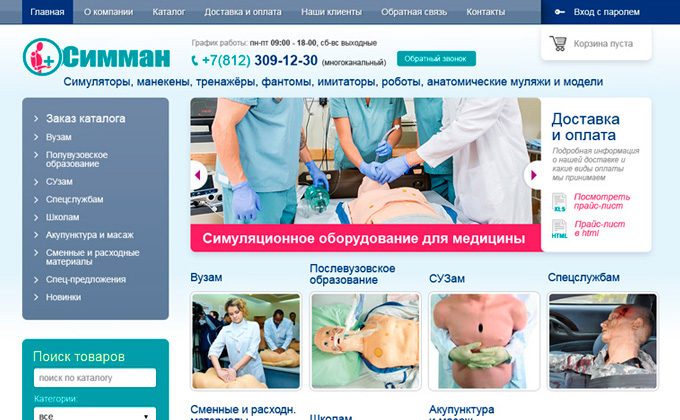 Главная О компании Каталог Доставка и оплата Наши клиенты Обратная связь Контакты Вход с паролем
Симман
График работы: пн-пт 09:00 - 18-00, сб-вс выходные
+7(812) 309-12-30 (многоканальный)
Обратный звонок
Корзина пуста
Симуляторы, манекены, тренажёры, фантомы, имитаторы, роботы, анатомические муляжи и модели
Заказ каталога
Вузам
Полувузовское
образование
СУзам
Спецслужбам
Школам
Акупунктура и масаж
Сменные и расходные
материалы
Спец-предложения
Новинки
Симуляционное оборудование для медицины
Доставка
и оплата
Подробная информация
о нашей доставке и
какие виды оплаты
мы принимаем
XLS
Посмотреть
прайс-лист
HTML
Прайс-лист
в html
Вузам
Послевузовское
образование
СУЗам
Спецслужбам
Поиск товаров
поиск по каталогу
Категории:
все
Сменные и расходн.
материалы
Школам
Акупунктура
и масаж